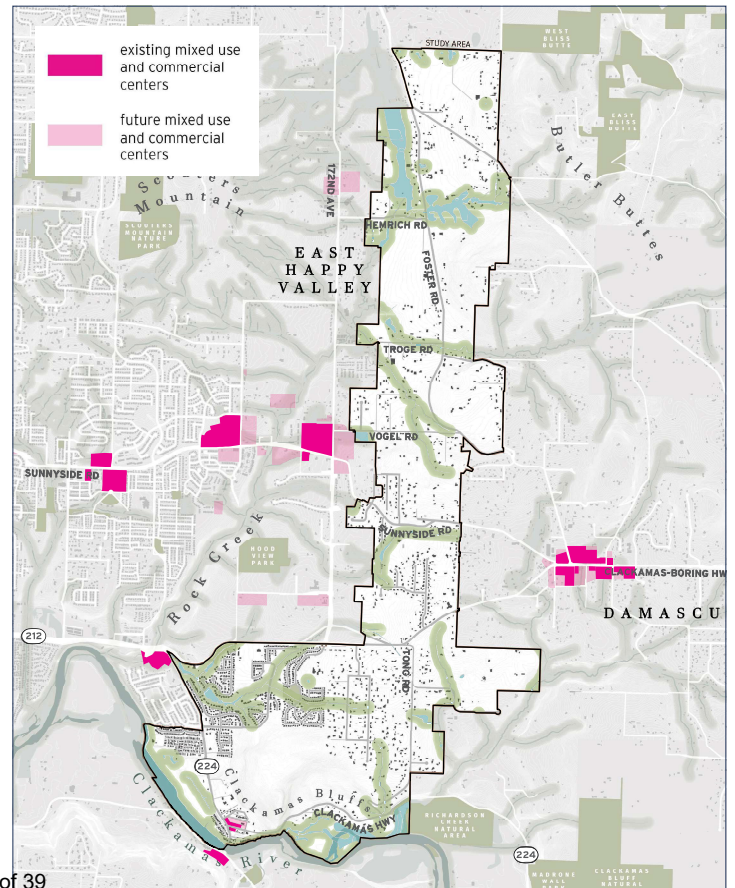 existing mixed use
and commercial
centers
future mixed use
and commercial
centers
STUDY AREA
WEST
BLISS
BUTTE
EAST
BLISS
BUTTE
Butler Buttes
172ND AVE
Scouters
Mountain
SCOUTERS
MOUNTAIN
NATURE
PARK
HEMRICH RD
EAST
HAPPY
VALLEY
FOSTER RD
TROGE RD
VOGEL RD
SUNNYSIDE RD
SUNNYSIDE RD
Rock Creek
HOOD
VIEW
PARK
CLACKAMAS-BORING HW
DAMASCU
212
TONG RD
224
Clackamas Bluffs
CLACKAMAS HWY
Clackamas River
RICHARDSON
CREEK
NATURAL
AREA
224
MADRONE
WALL
CLACKAMAS
BLUFF
NATURAL
of 39